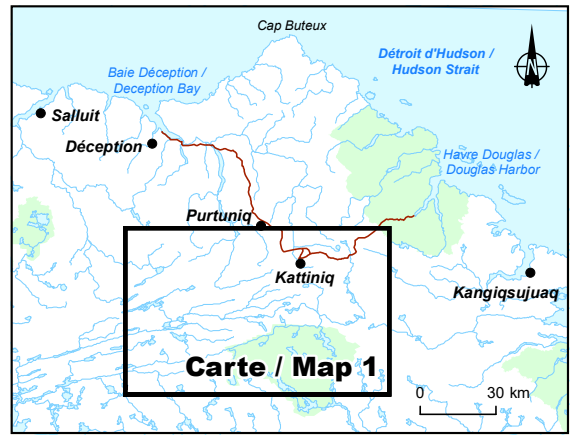 Cap Buteux
Détroit d'Hudson /
Hudson Strait
Baie Déception /
Deception Bay
Salluit
Déception
Havre Douglas /
Douglas Harbor
Purtuniq
Kattiniq
Kangiqsujuaq
Carte / Map 1
0 30 km